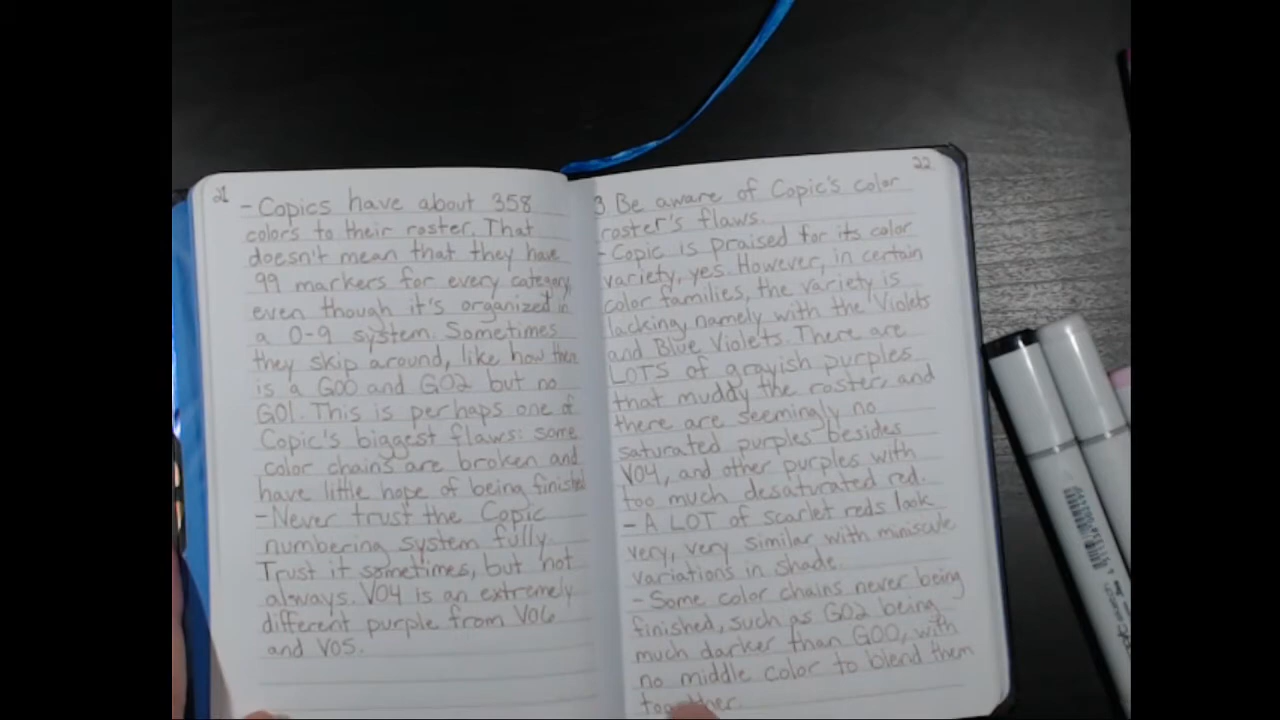 21
- Copics have about 358
colors to their roster. That
doesn't mean that they have
99 markers for every category,
even though it's organized in
a 0-9 system. Sometimes
they skip around, like how there
is a G00 and G02 but no
G01. This is perhaps one of
Copic's biggest flaws: some
color chains are broken and
have little hope of being finished
- Never trust the Copic
numbering system fully.
Trust it sometimes, but not
always. V04 is an extremely
different purple from V06
and V05.
22
3 Be aware of Copic's color
roster's flaws.
- Copic is praised for its color
variety, yes. However, in certain
color families, the variety is
lacking namely with the Violets
and Blue Violets. There are
LOTS of grayish purples
that muddy the roster, and
there are seemingly no
saturated purples besides
V04, and other purples with
too much desaturated red.
- A LOT of scarlet reds look
very, very similar with miniscule
variations in shade.
- Some color chains never being
finished, such as G02 being
much darker than G00, with
no middle color to blend them
together.